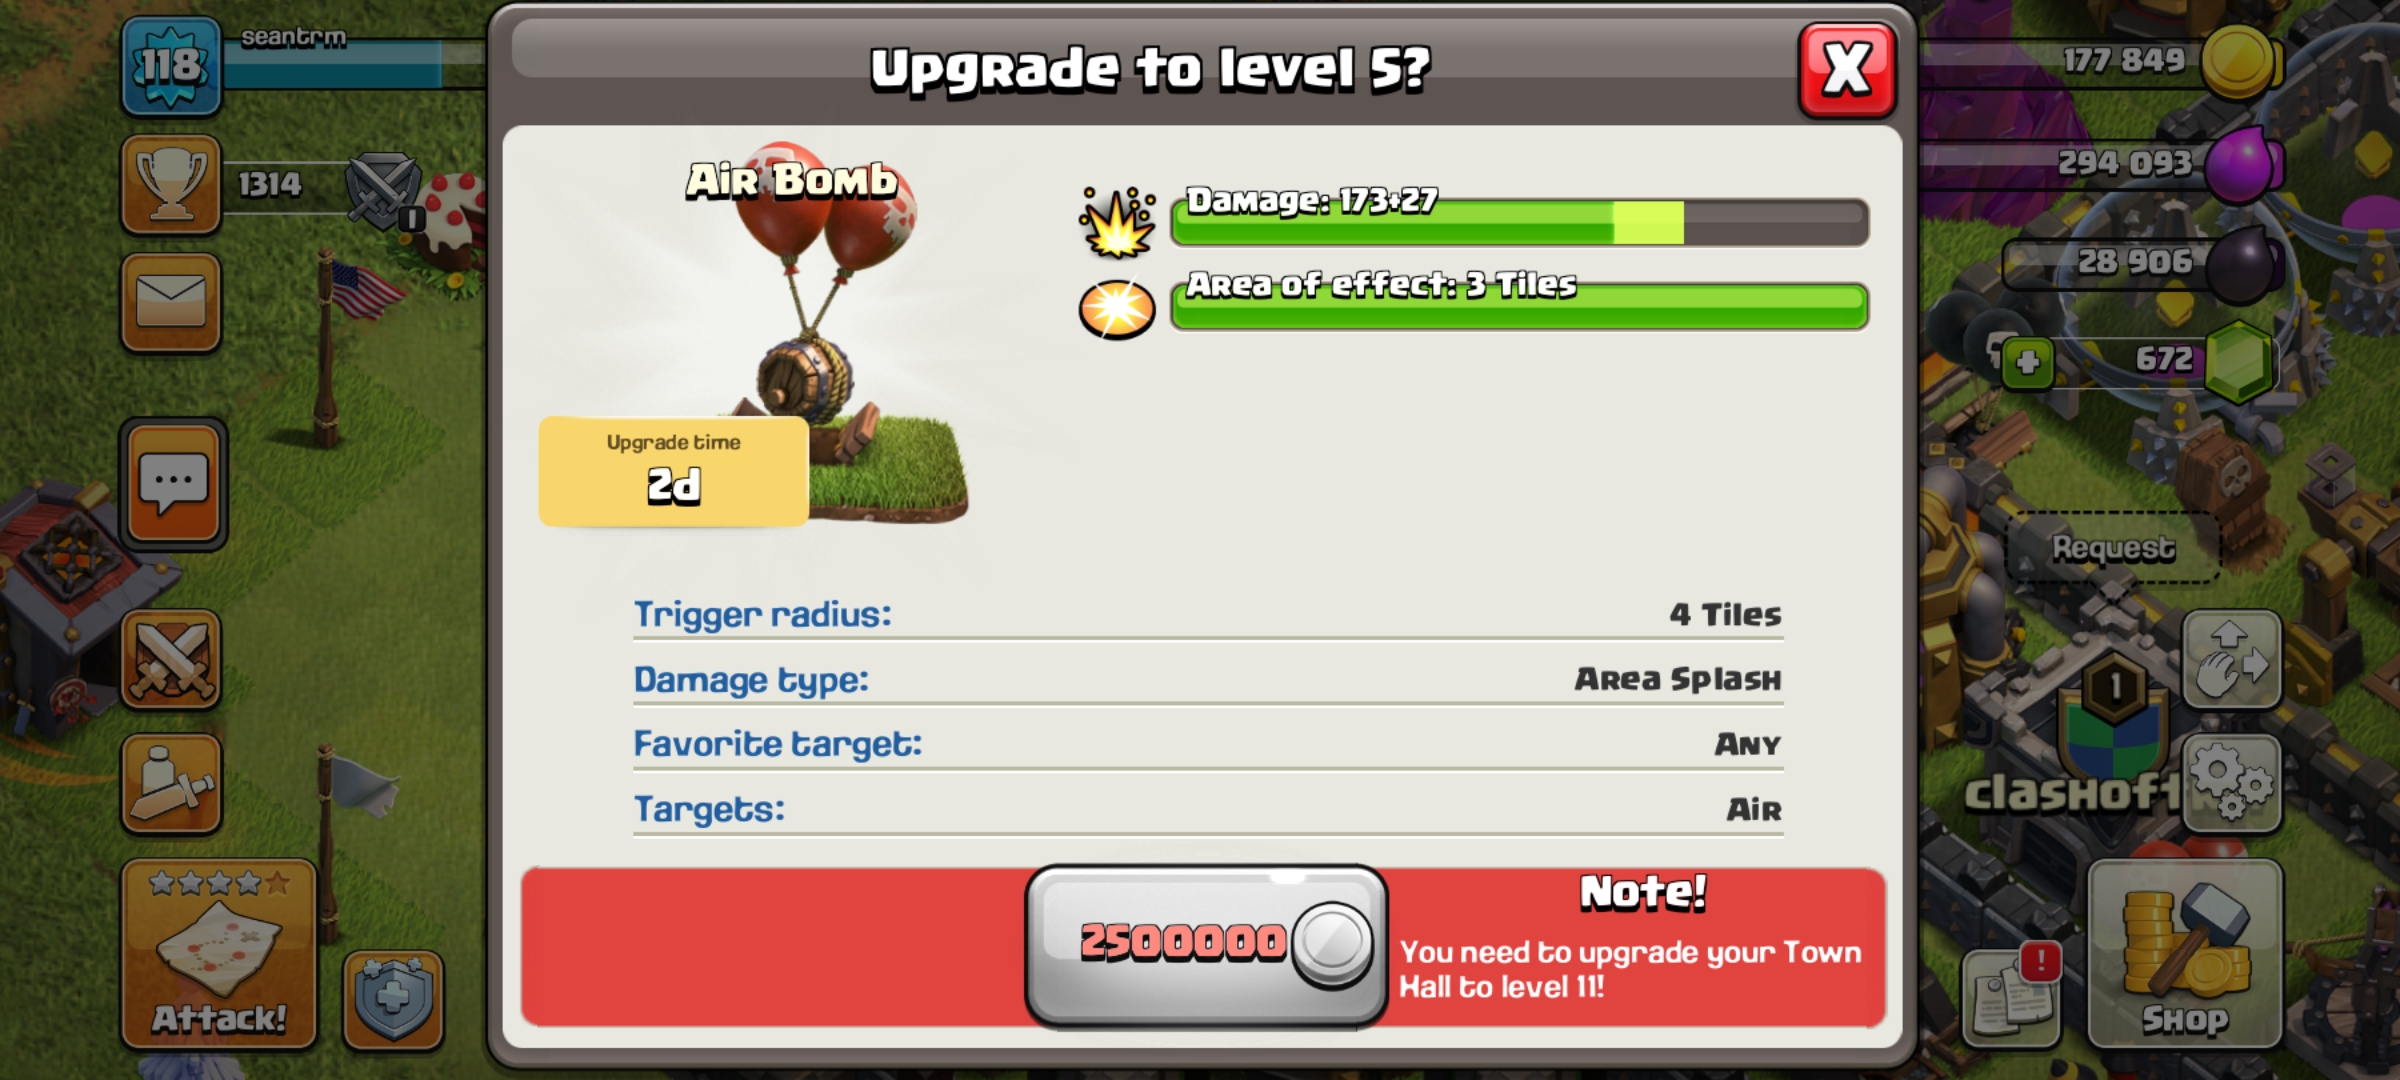 118
seantrm
1314
1
Attack!
Upgrade to level 5?
X
Air Bomb
Damage: 173+27
Area of effect: 3 Tiles
Upgrade time
2d
Trigger radius: 4 Tiles
Damage type: Area Splash
Favorite target: Any
Targets: Air
2500000
Note!
You need to upgrade your Town
Hall to level 11!
177 849
294 093
28 906
672
Request
1
!
Shop